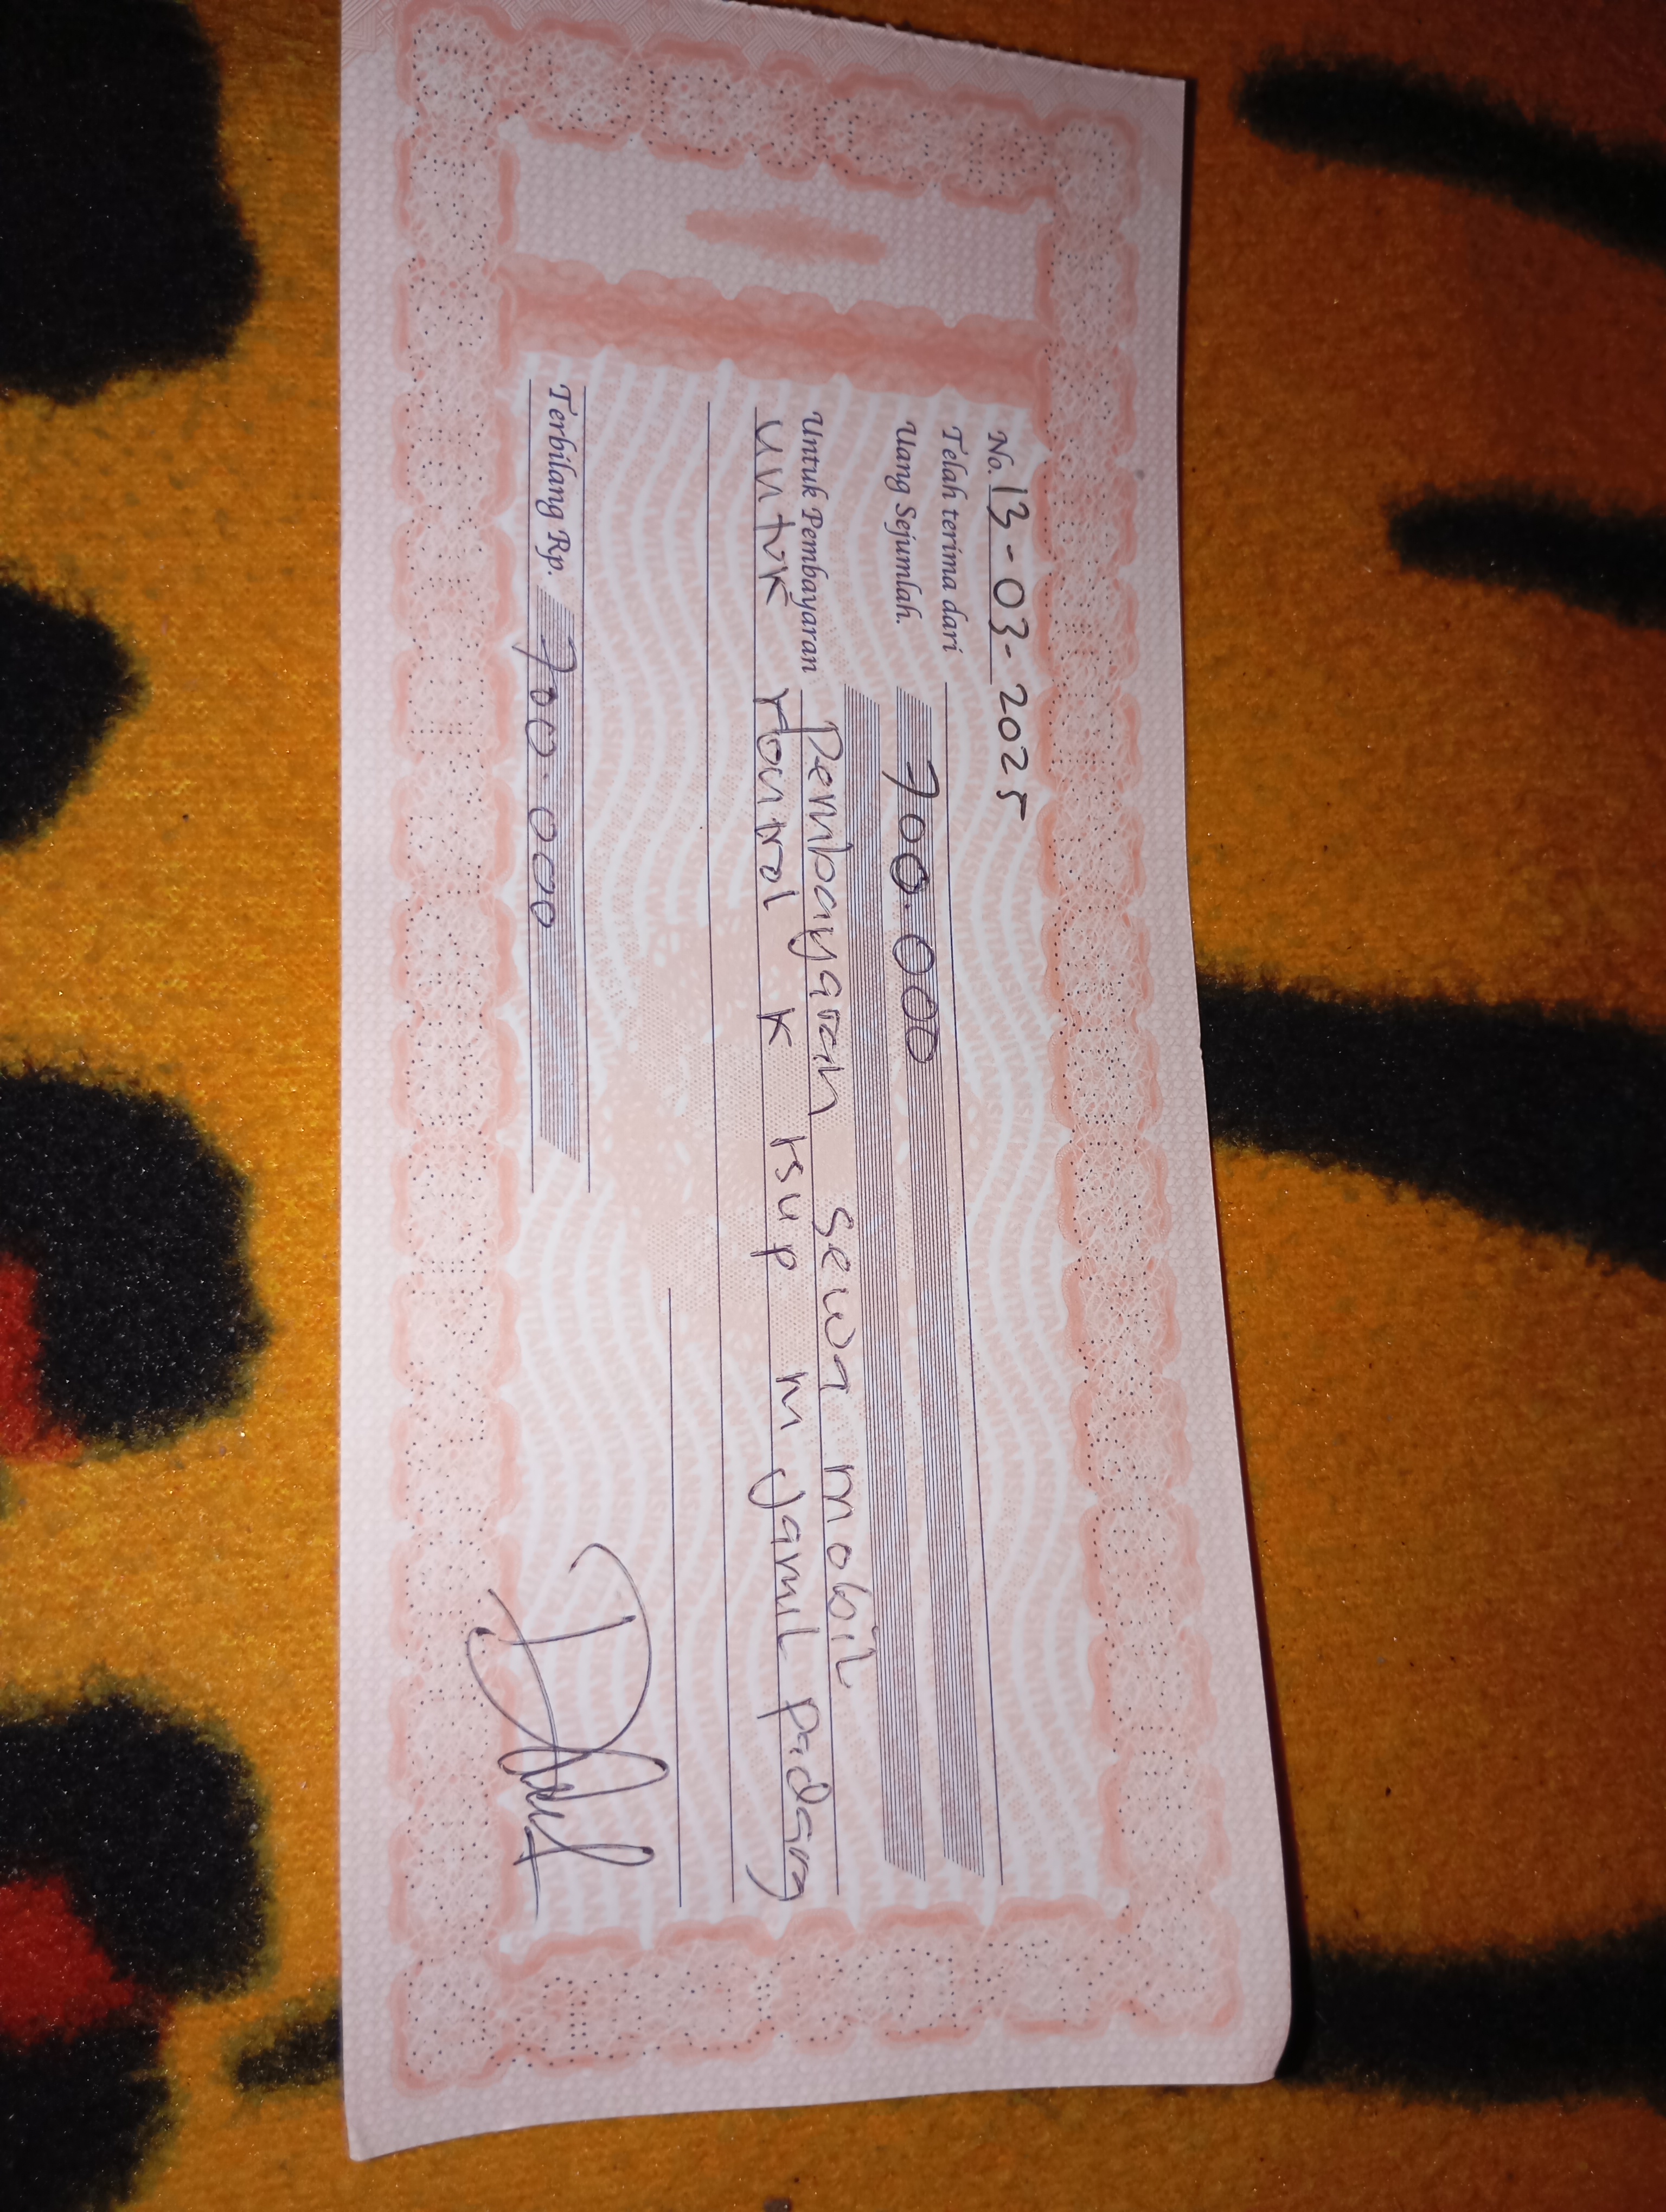 No. 13-03-2025
Telah terima dari
Uang Sejumlah. 700.000
Untuk Pembayaran Pembayaran sewa mobil
untuk kontrol k rsup m Jamil padang
Terbilang Rp. 700.000